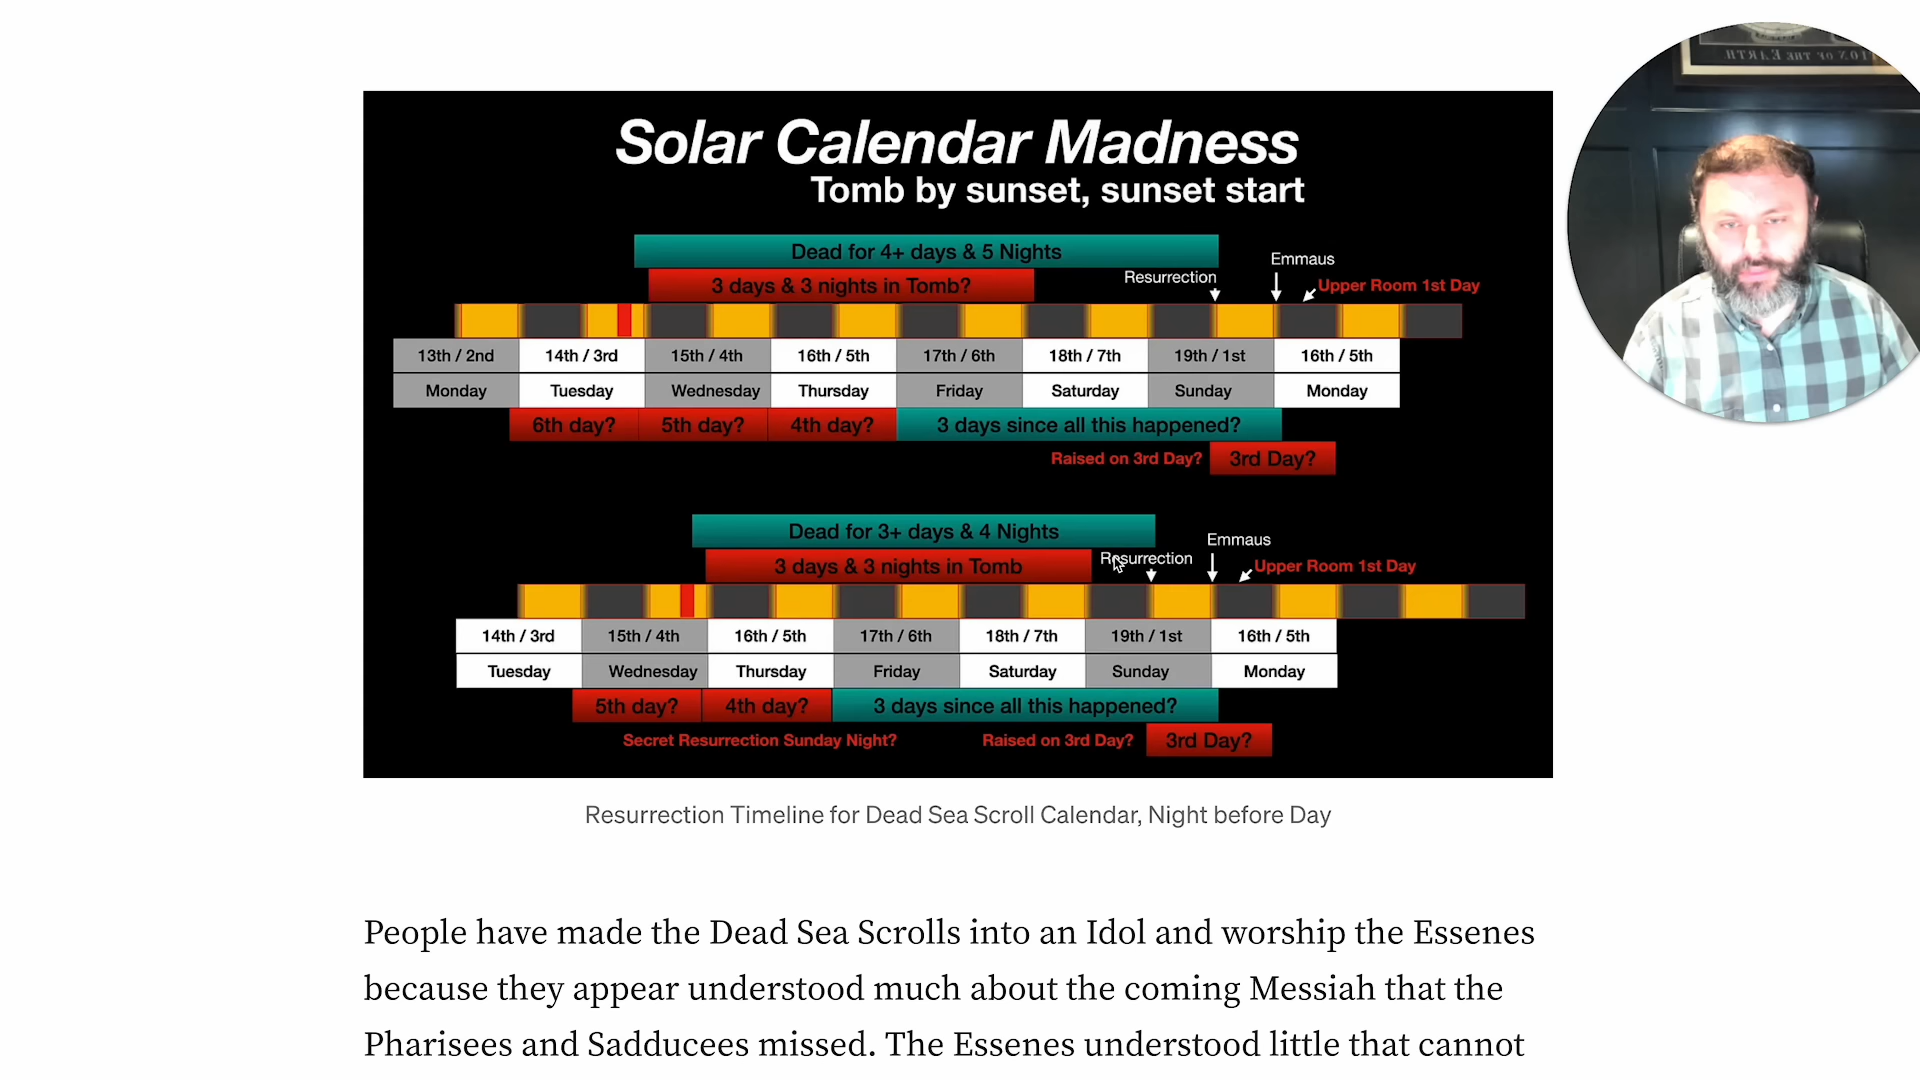 ION OF THE EARTH
Solar Calendar Madness
Tomb by sunset, sunset start
Dead for 4+ days & 5 Nights
Emmaus
Resurrection
3 days & 3 nights in Tomb?
Upper Room 1st Day
13th / 2nd 14th / 3rd 15th / 4th 16th / 5th 17th / 6th 18th / 7th 19th / 1st 16th / 5th
Monday Tuesday Wednesday Thursday Friday Saturday Sunday Monday
6th day? 5th day? 4th day? 3 days since all this happened?
Raised on 3rd Day? 3rd Day?
Dead for 3+ days & 4 Nights
Emmaus
Resurrection
3 days & 3 nights in Tomb
Upper Room 1st Day
14th / 3rd 15th / 4th 16th / 5th 17th / 6th 18th / 7th 19th / 1st 16th / 5th
Tuesday Wednesday Thursday Friday Saturday Sunday Monday
5th day? 4th day? 3 days since all this happened?
Secret Resurrection Sunday Night? Raised on 3rd Day? 3rd Day?
Resurrection Timeline for Dead Sea Scroll Calendar, Night before Day
People have made the Dead Sea Scrolls into an Idol and worship the Essenes
because they appear understood much about the coming Messiah that the
Pharisees and Sadducees missed. The Essenes understood little that cannot